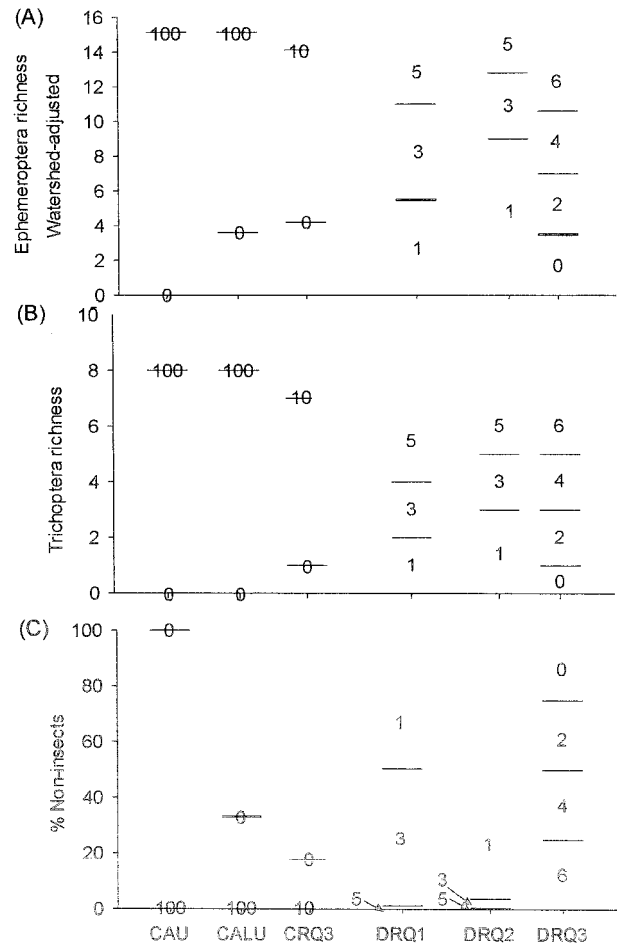 (A)
Ephemeroptera richness
Watershed-adjusted
16
14
12
10
8
6
4
2
0
100 100 10
0 0 0
5 3 1
5 3 1
6 4 2 0
(B)
Trichoptera richness
10
8
6
4
2
0
100 100 10
0 0 0
5 3 1
5 3 1
6 4 2 0
(C)
% Non-insects
100
80
60
40
20
0
0 0 0
100 100 10
1 3 5
1 3 5
0 2 4 6
CAU CALU CRQ3 DRQ1 DRQ2 DRQ3